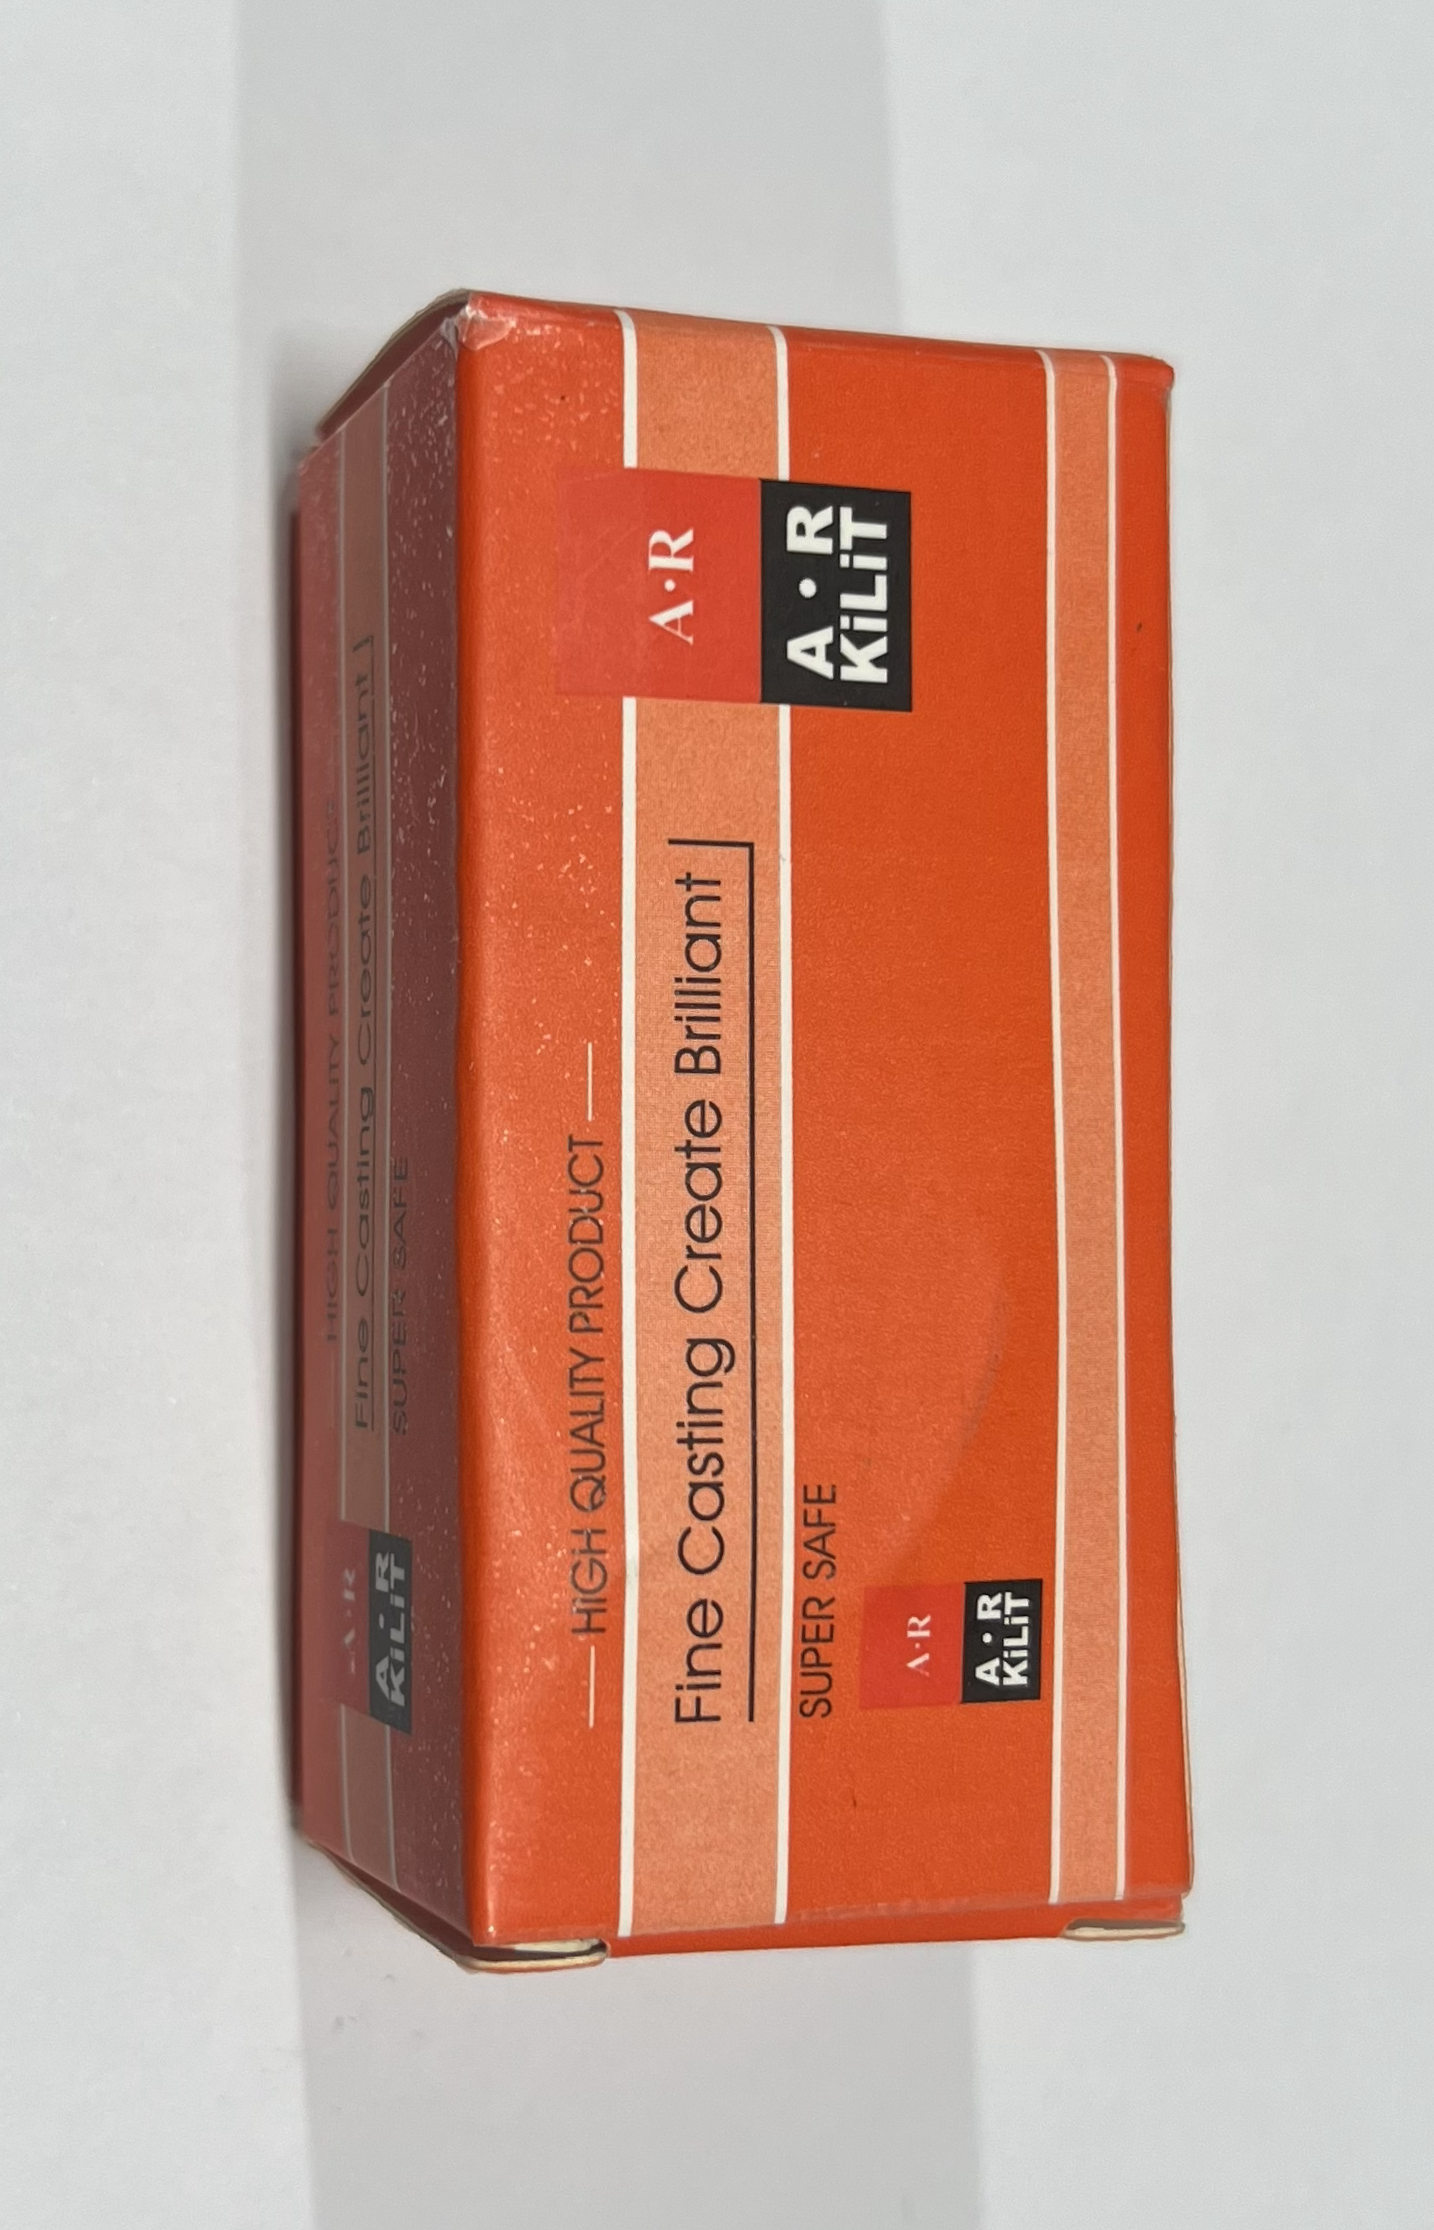 A·R
A·R
KiLiT
HiGH QUALITY PRODUCT
Fine Casting Create Brilliant
SUPER SAFE
A·R
A·R
KiLiT
HIGH QUALITY PRODUCT
Fine Casting Create Brilliant
SUPER SAFE
A·R
A·R
KiLiT